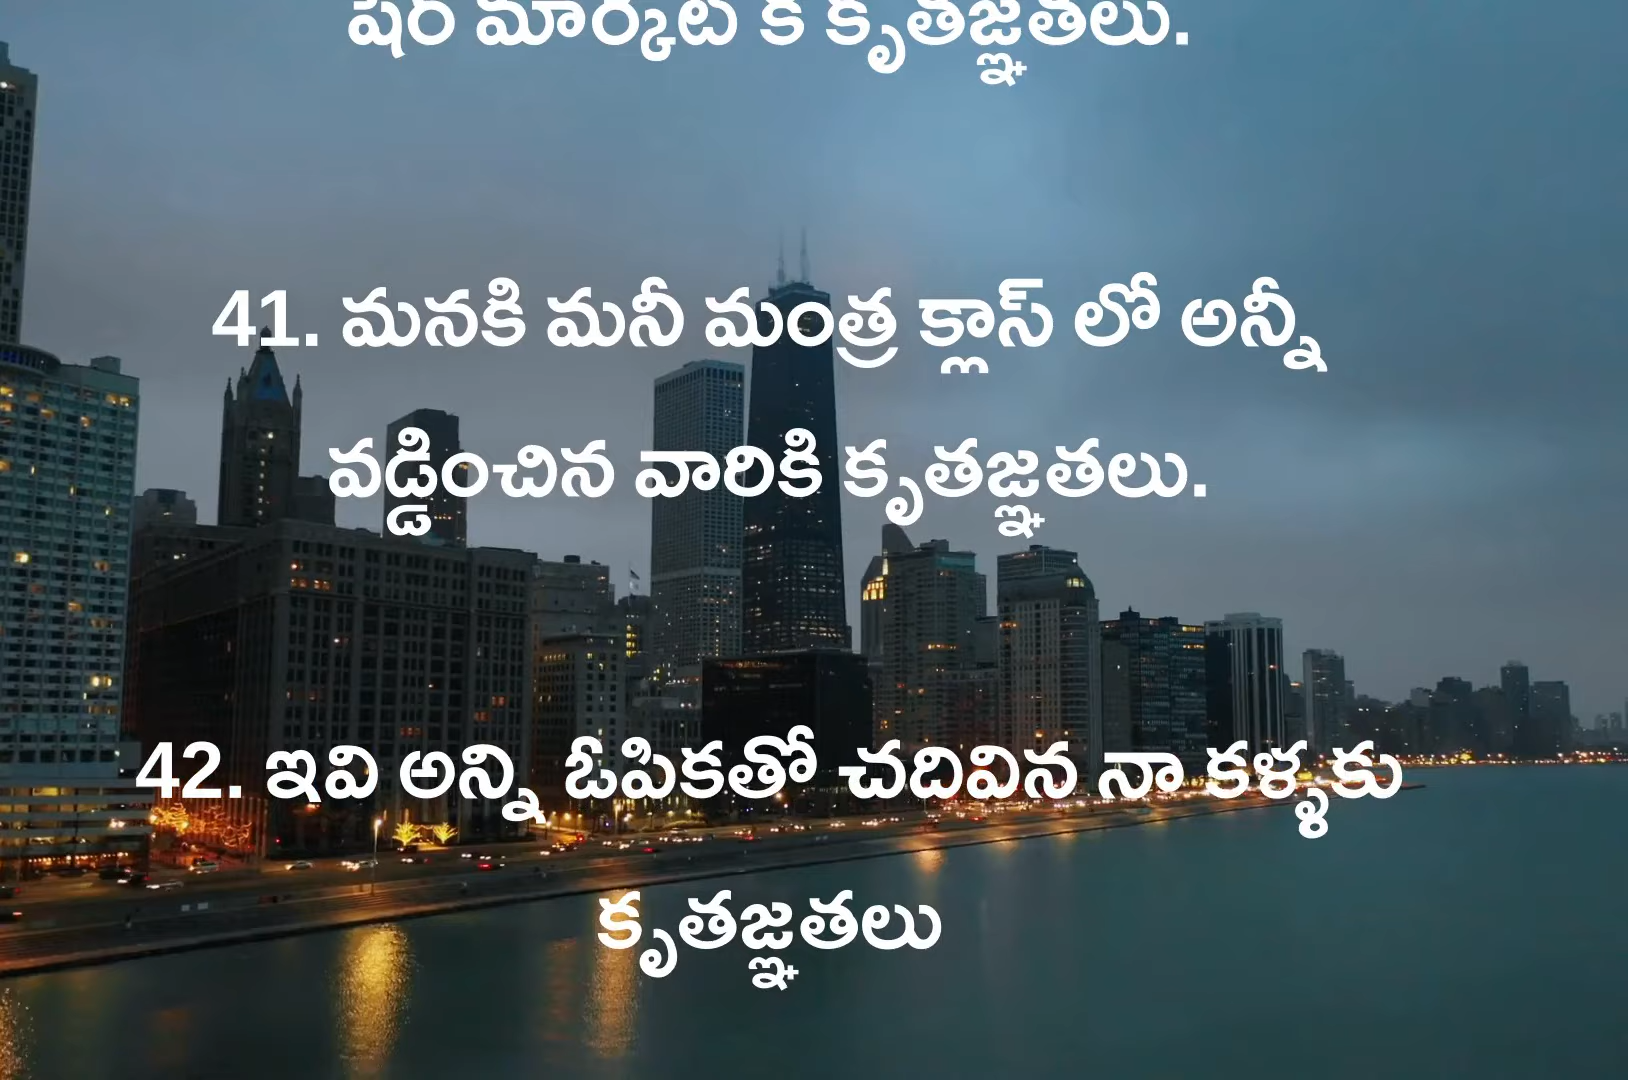 షేర్ మార్కెట్ కి కృతజ్ఞతలు.
41. మనకి మనీ మంత్ర క్లాస్ లో అన్నీ
వడ్డించిన వారికి కృతజ్ఞతలు.
42. ఇవి అన్ని ఓపికతో చదివిన నా కళ్ళకు
కృతజ్ఞతలు